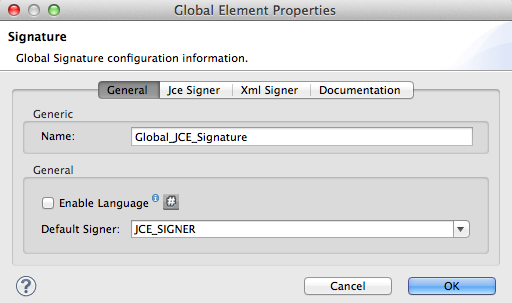 Global Element Properties
Signature
Global Signature configuration information.
General Jce Signer Xml Signer Documentation
Generic
Name: Global_JCE_Signature
General
Enable Language i #
Default Signer: JCE_SIGNER
? Cancel OK